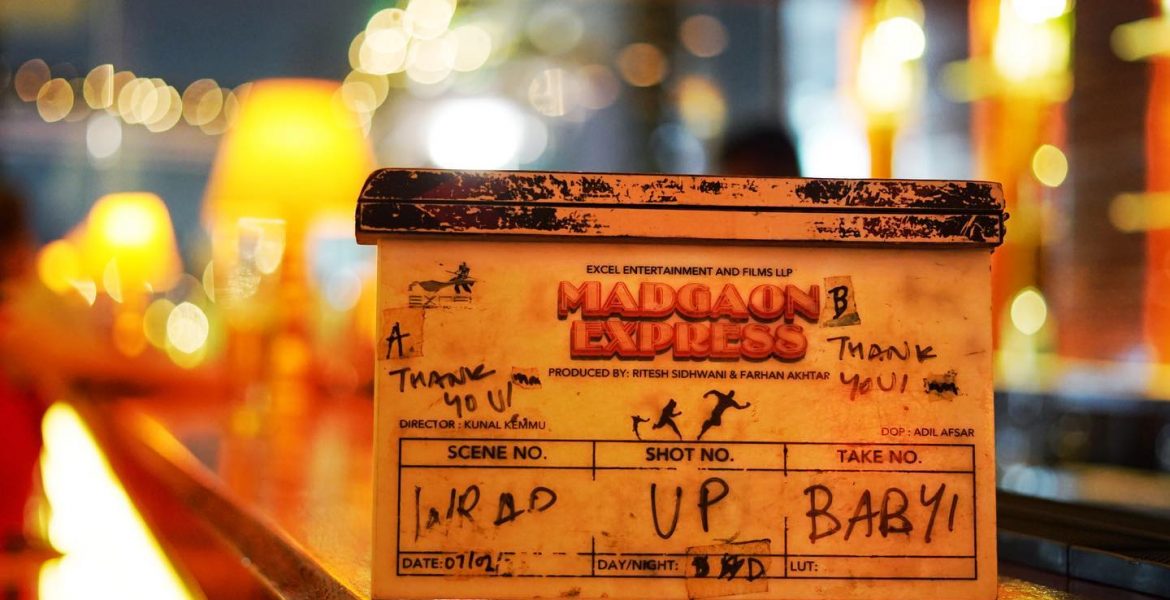 EXCEL ENTERTAINMENT AND FILMS LLP
EXCEL
MADGAON
EXPRESS
A
B
THANK
YOU!
THANK
YOU!
PRODUCED BY: RITESH SIDHWANI & FARHAN AKHTAR
DIRECTOR : KUNAL KEMMU
DOP : ADIL AFSAR
SCENE NO. SHOT NO. TAKE NO.
WRAP UP BABY!
DATE: 07/02/ DAY/NIGHT: LUT: